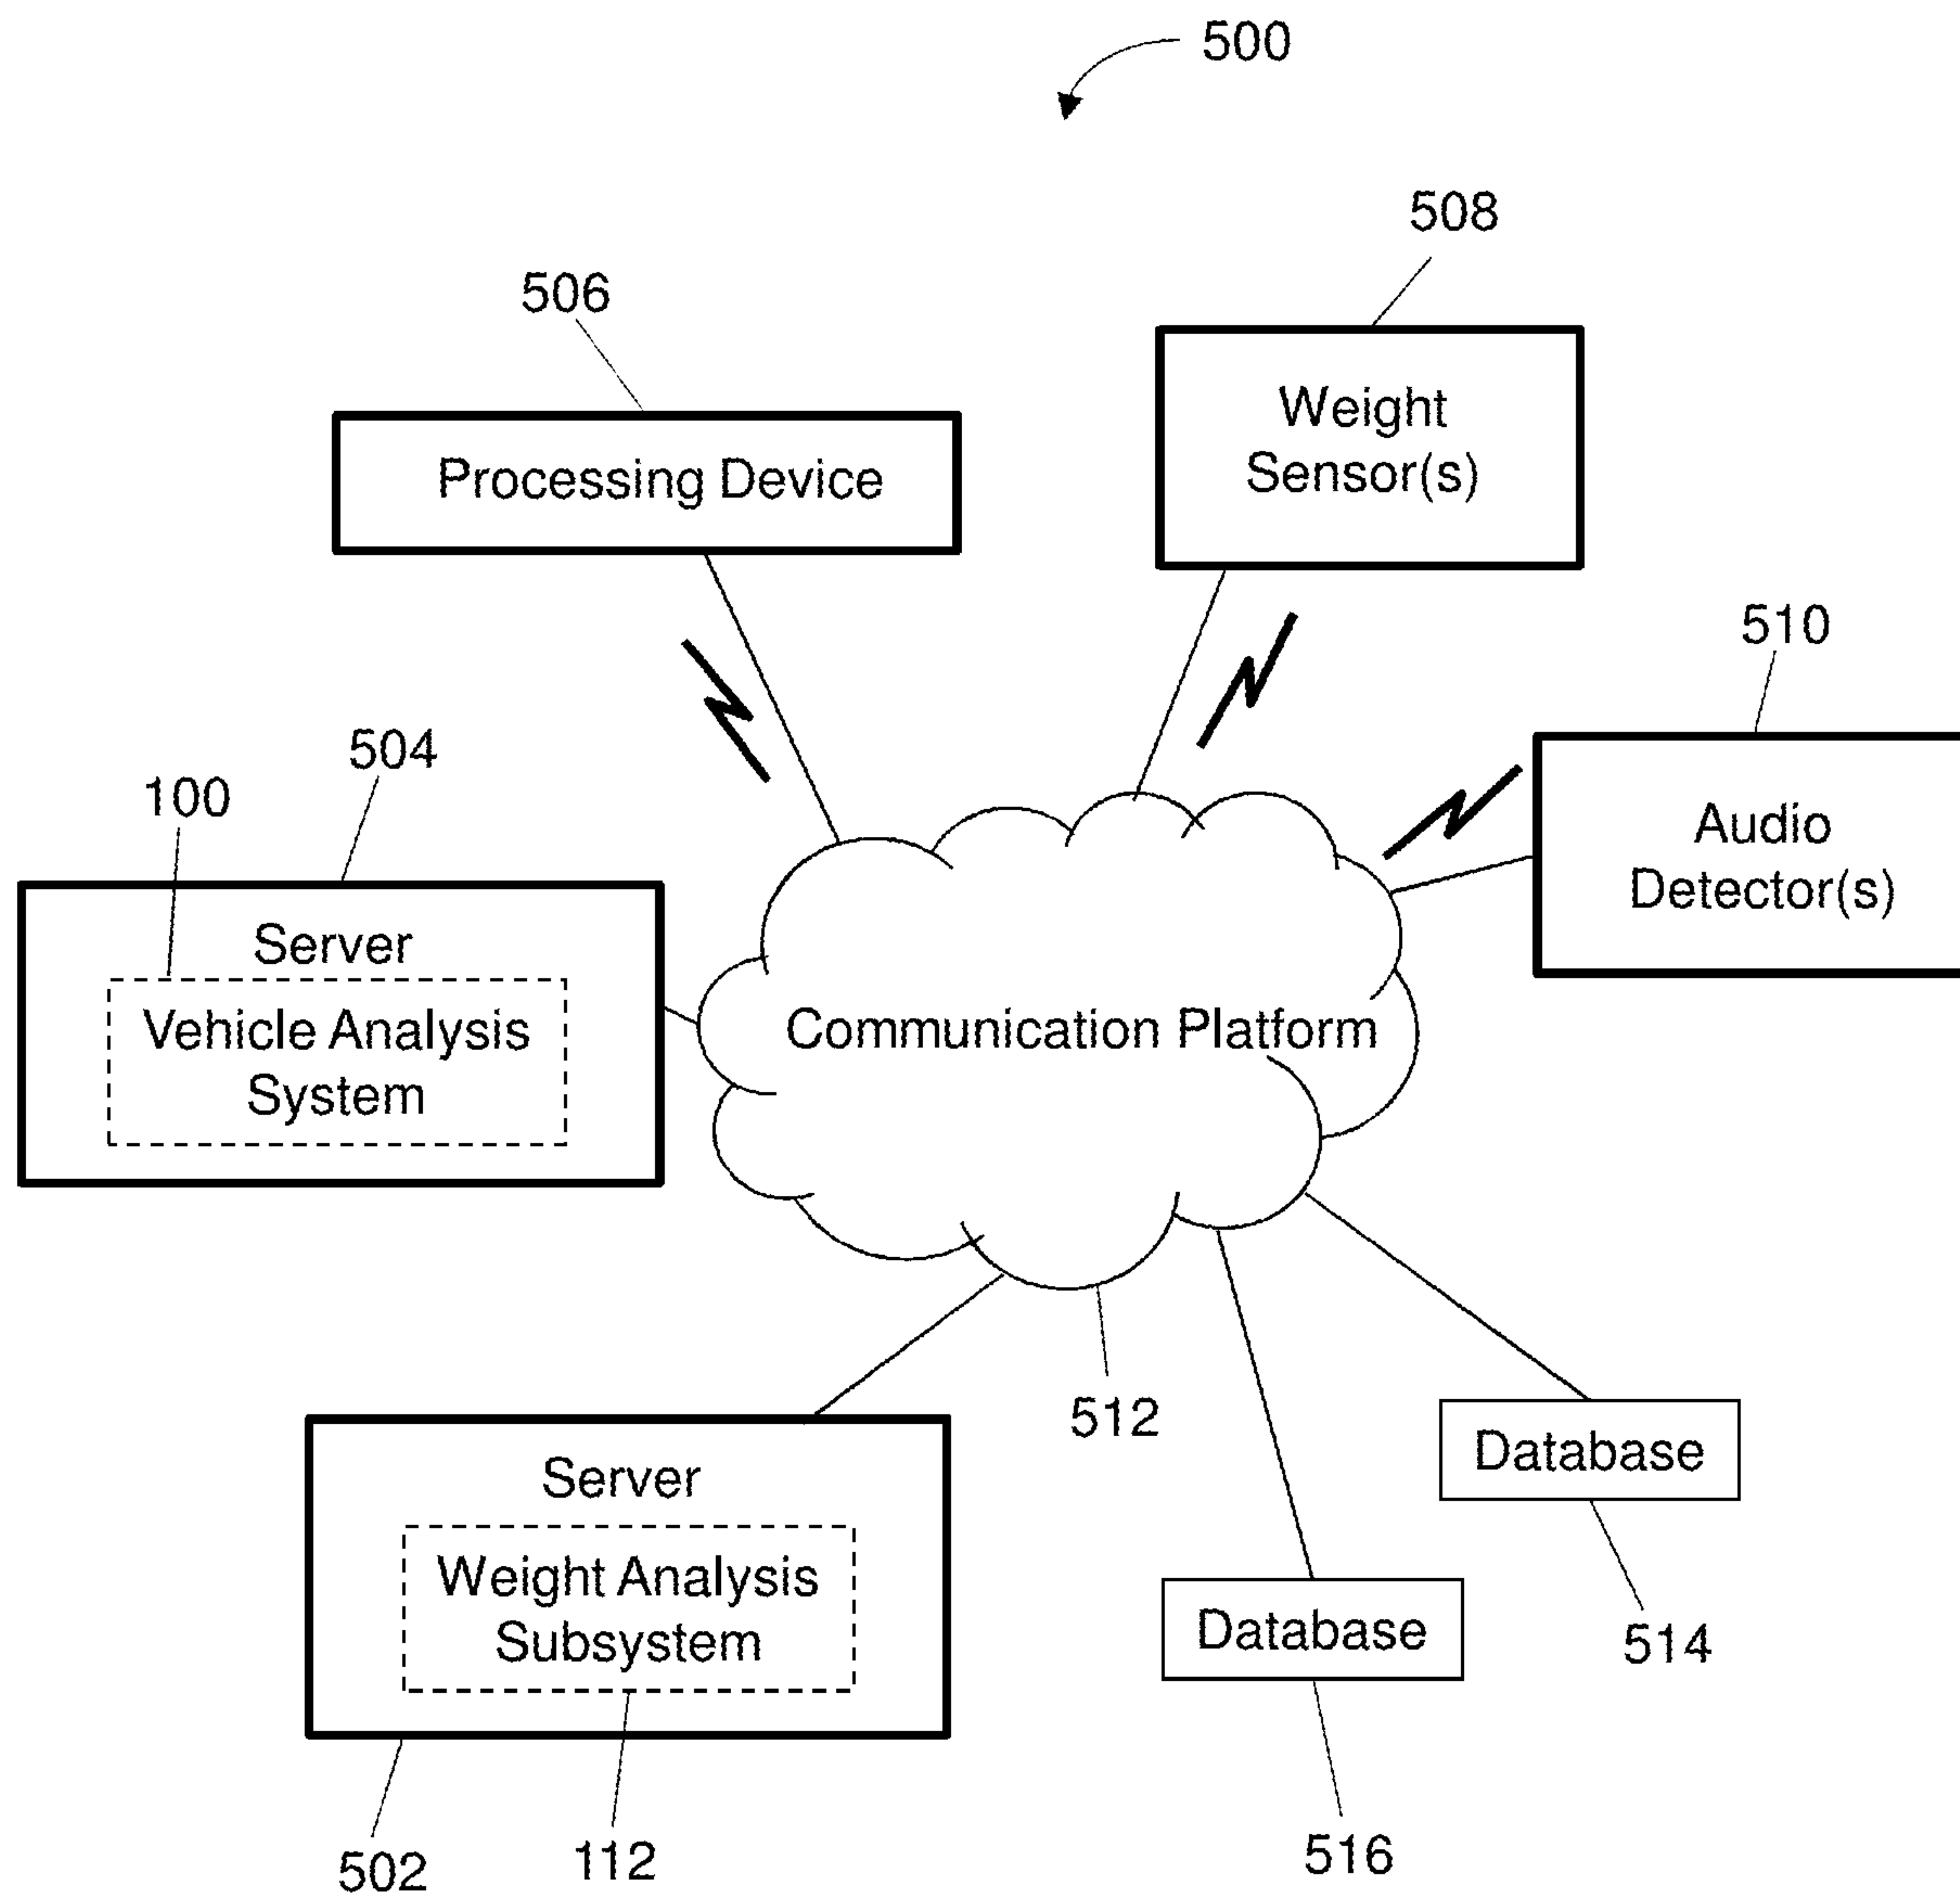 500
508
506
Weight
Sensor(s)
Processing Device
510
504
100
Audio
Detector(s)
Server
Vehicle Analysis
System
Communication Platform
512
Database
Server
Weight Analysis
Subsystem
Database
514
516
502
112